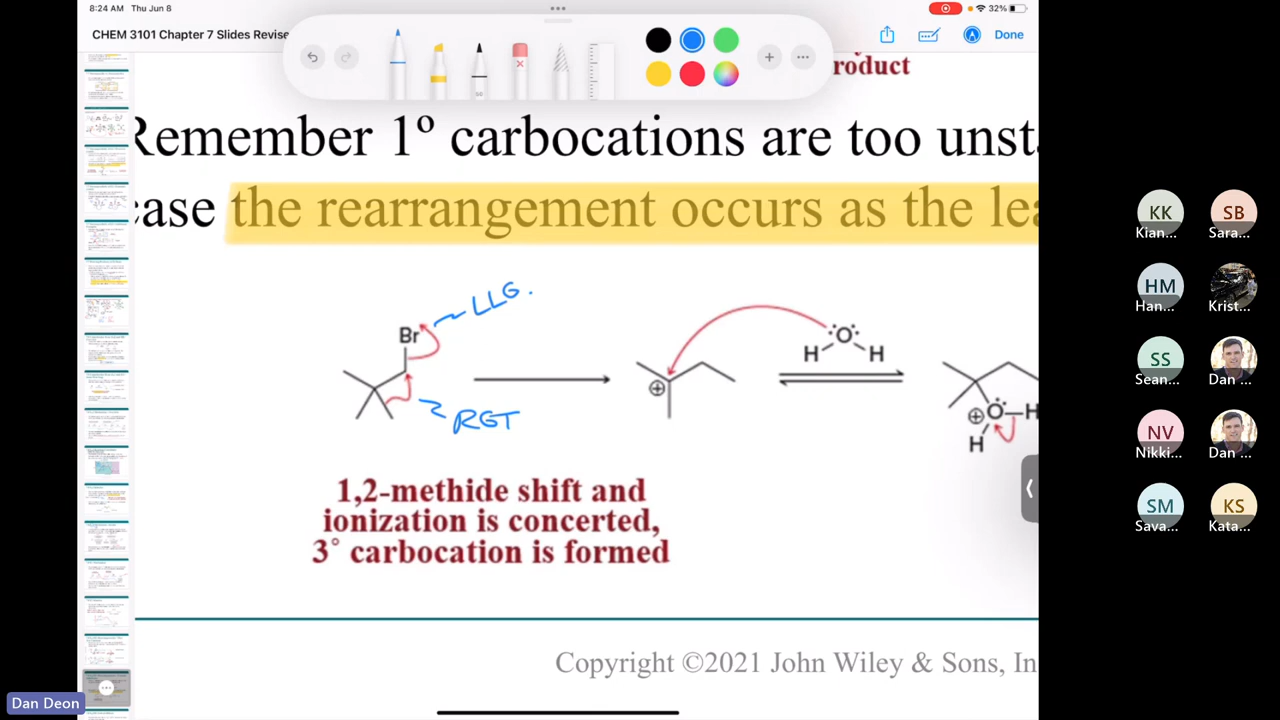 8:24 AM Thu Jun 8
32%
CHEM 3101 Chapter 7 Slides Revise
Done
roduct
Remember 1º carbocations are too unst
case the rearrangement occurs as the lea
LLG.
Br
RGT
H O H
O—H
H
1,2-methide shift and
ionization is concerted,
3° carbocation is formed
Copyright ©2021 John Wiley & Sons, In
KK
Kian...
SB
Sara...
HM
Han...
Krist...
SS
Sean...
Dan ...
NV
Nikki...
Dan ...
SM
Sava...
KS
Kata...
Dan Deon